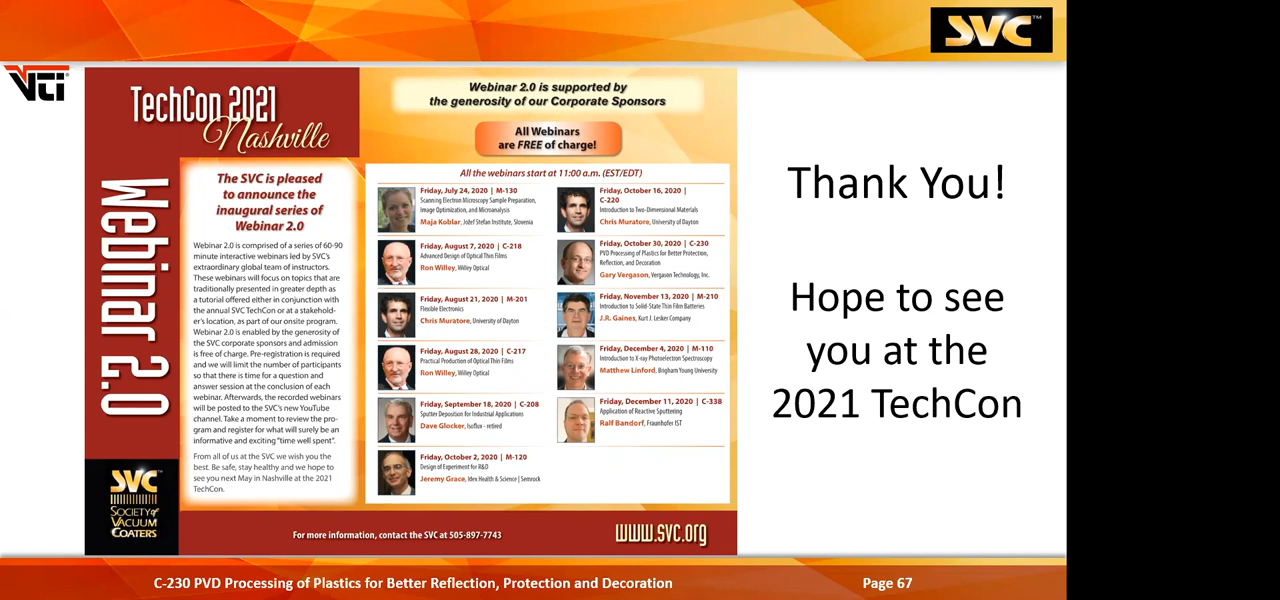 SVC™
VTi®
TechCon 2021
Nashville
Webinar 2.0
The SVC is pleased
to announce the
inaugural series of
Webinar 2.0
Webinar 2.0 is comprised of a series of 60-90
minute interactive webinars led by SVC's
extraordinary global team of instructors.
These webinars will focus on topics that are
traditionally presented in greater depth as
a tutorial offered either in conjunction with
the annual SVC TechCon or at a stakehold-
er's location, as part of our onsite program.
Webinar 2.0 is enabled by the generosity of
the SVC corporate sponsors and admission
is free of charge. Pre-registration is required
and we will limit the number of participants
so that there is time for a question and
answer session at the conclusion of each
webinar. Afterwards, the recorded webinars
will be posted to the SVC's new YouTube
channel. Take a moment to review the pro-
gram and register for what will surely be an
informative and exciting "time well spent".
From all of us at the SVC we wish you the
best. Be safe, stay healthy and we hope to
see you next May in Nashville at the 2021
TechCon.
SVC
SOCIETY of
VACUUM
COATERS
Webinar 2.0 is supported by
the generosity of our Corporate Sponsors
All Webinars
are FREE of charge!
All the webinars start at 11:00 a.m. (EST/EDT)
Friday, July 24, 2020 | M-130
Scanning Electron Microscopy Sample Preparation,
Image Optimization, and Microanalysis
Maja Koblar, Jožef Stefan Institute, Slovenia
Friday, August 7, 2020 | C-218
Advanced Design of Optical Thin Films
Ron Willey, Willey Optical
Friday, August 21, 2020 | M-201
Flexible Electronics
Chris Muratore, University of Dayton
Friday, August 28, 2020 | C-217
Practical Production of Optical Thin Films
Ron Willey, Willey Optical
Friday, September 18, 2020 | C-208
Sputter Deposition for Industrial Applications
Dave Glocker, Isoflux - retired
Friday, October 2, 2020 | M-120
Design of Experiment for R&D
Jeremy Grace, Idex Health & Science | Semrock
Friday, October 16, 2020 |
C-220
Introduction to Two-Dimensional Materials
Chris Muratore, University of Dayton
Friday, October 30, 2020 | C-230
PVD Processing of Plastics for Better Protection,
Reflection, and Decoration
Gary Vergason, Vergason Technology, Inc.
Friday, November 13, 2020 | M-210
Introduction to Solid-State Thin Film Batteries
J.R. Gaines, Kurt J. Lesker Company
Friday, December 4, 2020 | M-110
Introduction to X-ray Photoelectron Spectroscopy
Matthew Linford, Brigham Young University
Friday, December 11, 2020 | C-338
Application of Reactive Sputtering
Ralf Bandorf, Fraunhofer IST
For more information, contact the SVC at 505-897-7743
www.svc.org
Thank You!
Hope to see
you at the
2021 TechCon
C-230 PVD Processing of Plastics for Better Reflection, Protection and Decoration
Page 67